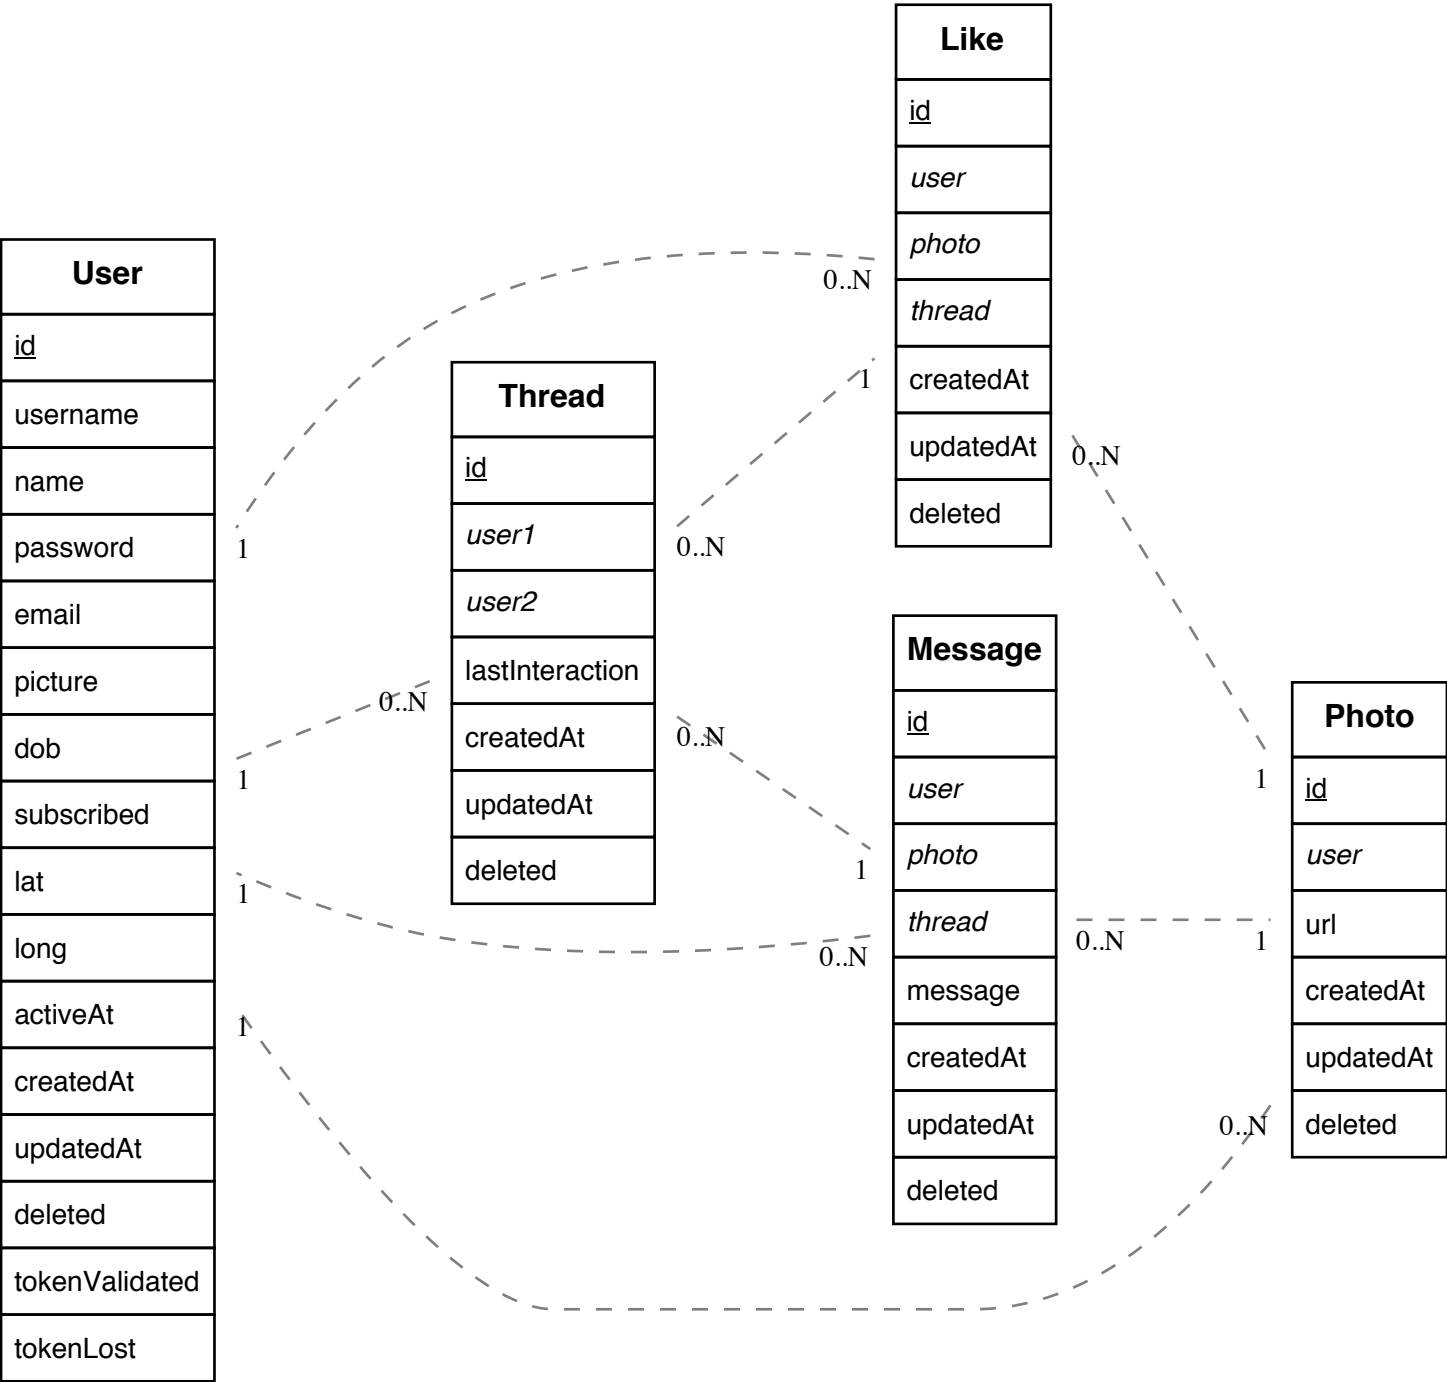 Like
id
user
photo
thread
createdAt
updatedAt
deleted
User
id
username
name
password
email
picture
dob
subscribed
lat
long
activeAt
createdAt
updatedAt
deleted
tokenValidated
tokenLost
Thread
id
user1
user2
lastInteraction
createdAt
updatedAt
deleted
Message
id
user
photo
thread
message
createdAt
updatedAt
deleted
Photo
id
user
url
createdAt
updatedAt
deleted
0..N
1
1
0..N
0..N
1
0..N
1
0..N
1
1
0..N
0..N
1
1
0..N